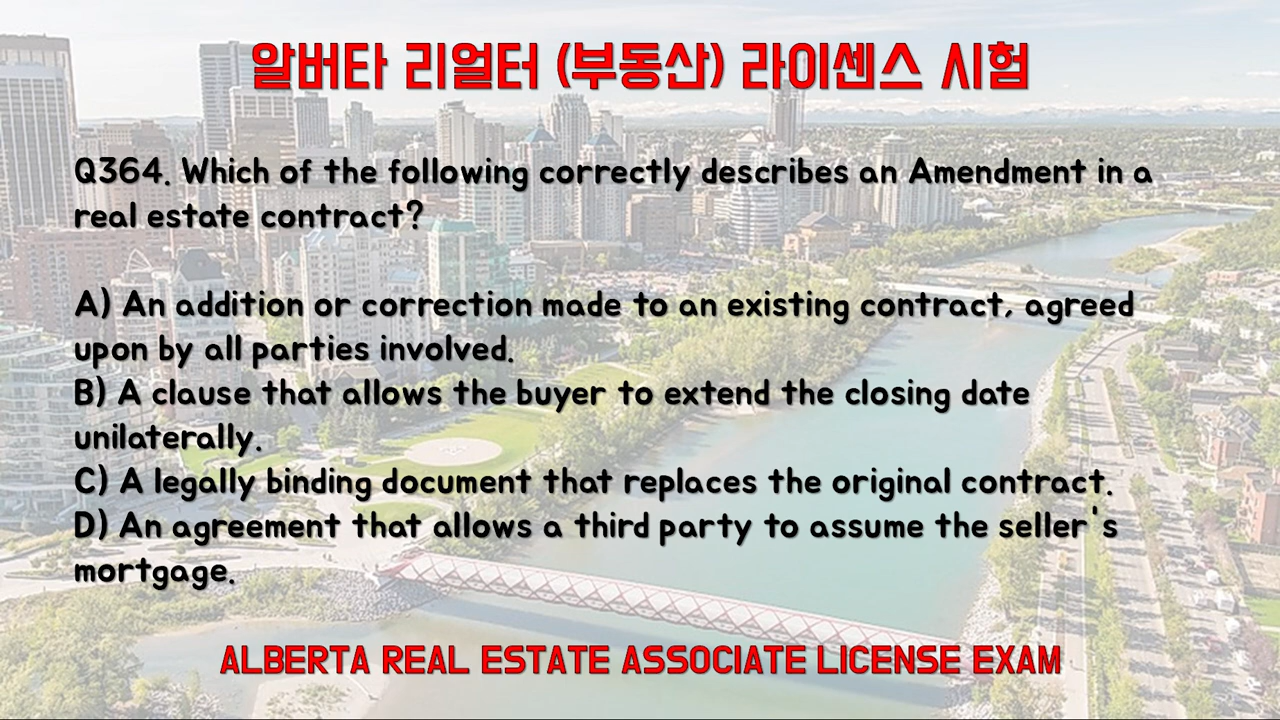 알버타 리얼터 (부동산) 라이센스 시험
Q364. Which of the following correctly describes an Amendment in a
real estate contract?
A) An addition or correction made to an existing contract, agreed
upon by all parties involved.
B) A clause that allows the buyer to extend the closing date
unilaterally.
C) A legally binding document that replaces the original contract.
D) An agreement that allows a third party to assume the seller's
mortgage.
ALBERTA REAL ESTATE ASSOCIATE LICENSE EXAM